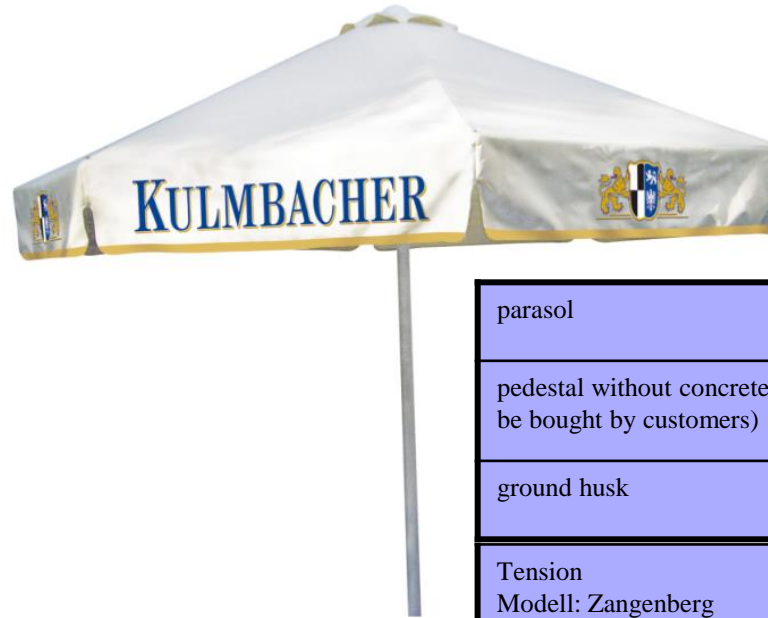 KULMBACHER
parasol
pedestal without concrete
be bought by customers)
ground husk
Tension
Modell: Zangenberg